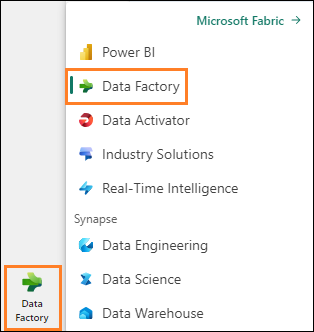 Microsoft Fabric →
Power BI
Data Factory
Data Activator
Industry Solutions
Real-Time Intelligence
Synapse
Data Engineering
Data Science
Data Warehouse
Data
Factory